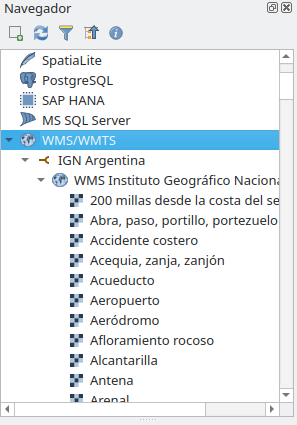 Navegador
SpatiaLite
PostgreSQL
SAP HANA
MS SQL Server
WMS/WMTS
IGN Argentina
WMS Instituto Geográfico Naciona
200 millas desde la costa del se
Abra, paso, portillo, portezuelo
Accidente costero
Acequia, zanja, zanjón
Acueducto
Aeropuerto
Aeródromo
Afloramiento rocoso
Alcantarilla
Antena
Arenal